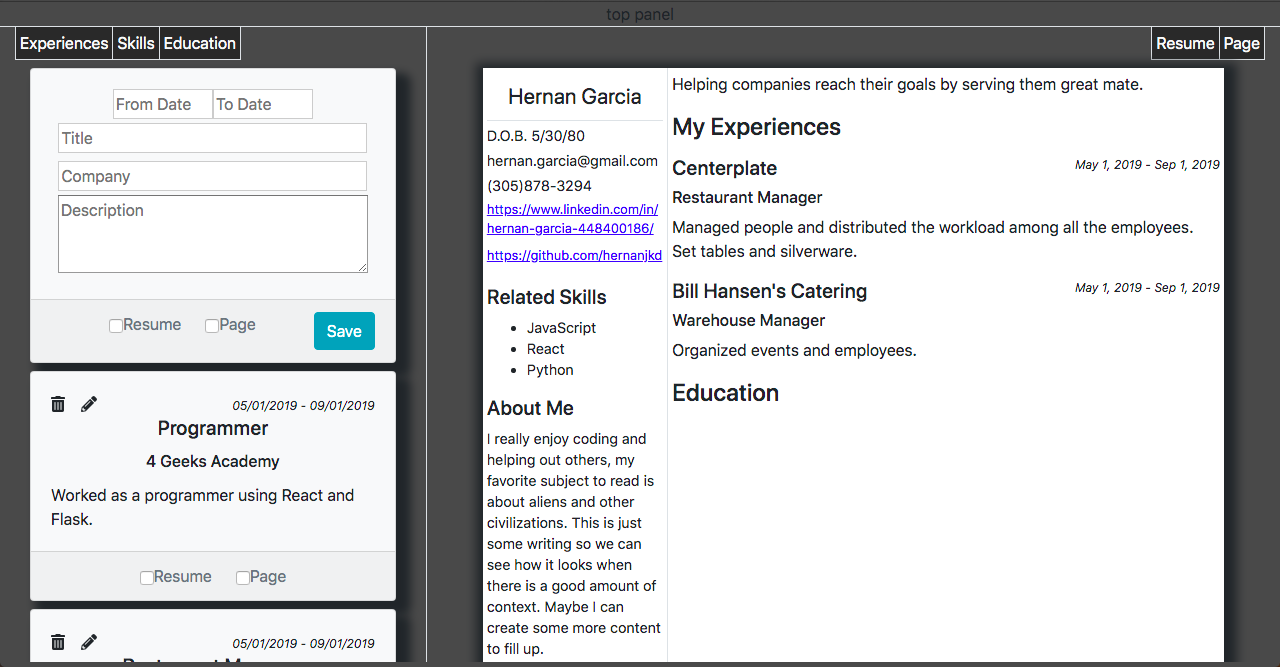 top panel
Experiences Skills Education
Resume Page
From Date To Date
Title
Company
Description
Resume Page Save
05/01/2019 - 09/01/2019
Programmer
4 Geeks Academy
Worked as a programmer using React and
Flask.
Resume Page
05/01/2019 - 09/01/2019
Hernan Garcia
D.O.B. 5/30/80
hernan.garcia@gmail.com
(305)878-3294
https://www.linkedin.com/in/
hernan-garcia-448400186/
https://github.com/hernanjkd
Related Skills
JavaScript
React
Python
About Me
I really enjoy coding and
helping out others, my
favorite subject to read is
about aliens and other
civilizations. This is just
some writing so we can
see how it looks when
there is a good amount of
context. Maybe I can
create some more content
to fill up.
Helping companies reach their goals by serving them great mate.
My Experiences
Centerplate May 1, 2019 - Sep 1, 2019
Restaurant Manager
Managed people and distributed the workload among all the employees.
Set tables and silverware.
Bill Hansen's Catering May 1, 2019 - Sep 1, 2019
Warehouse Manager
Organized events and employees.
Education